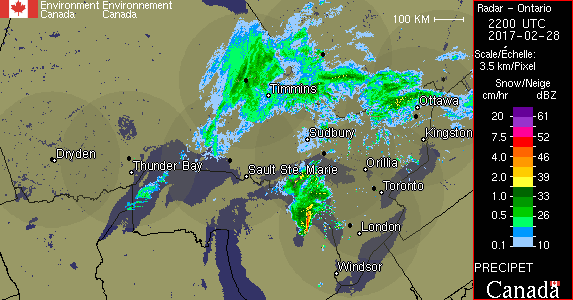 Environment Environnement
Canada Canada
100 KM
Timmins
Ottawa
Sudbury
Kingston
Dryden
Thunder Bay
Sault Ste. Marie
Orillia
Toronto
London
Windsor
Radar - Ontario
2200 UTC
2017-02-28
Scale/Échelle:
3.5 km/Pixel
Snow/Neige
cm/hr dBZ
20 61
7.5 52
4.0 46
2.0 39
1.0 33
0.5 26
0.1 10
PRECIPET
Canada